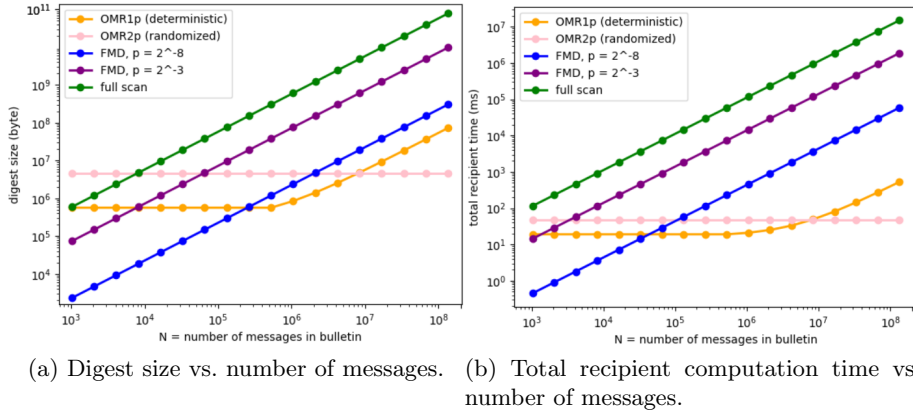 OMR1p (deterministic)
OMR2p (randomized)
FMD, p = 2^-8
FMD, p = 2^-3
full scan
digest size (byte)
10^11
10^10
10^9
10^8
10^7
10^6
10^5
10^4
10^3 10^4 10^5 10^6 10^7 10^8
N = number of messages in bulletin
(a) Digest size vs. number of messages.
OMR1p (deterministic)
OMR2p (randomized)
FMD, p = 2^-8
FMD, p = 2^-3
full scan
total recipient time (ms)
10^7
10^6
10^5
10^4
10^3
10^2
10^1
10^0
10^3 10^4 10^5 10^6 10^7 10^8
N = number of messages in bulletin
(b) Total recipient computation time vs
number of messages.